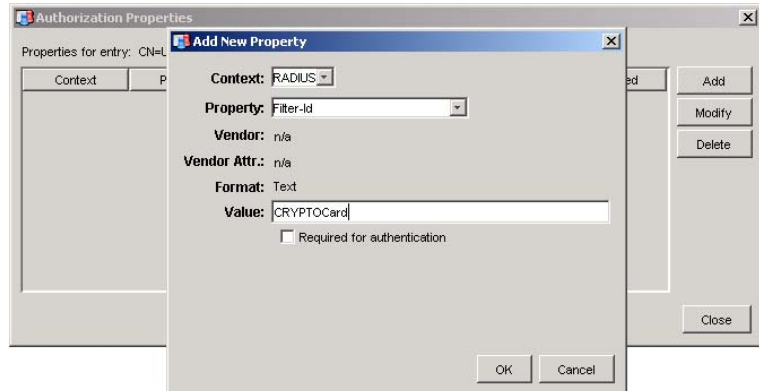 Authorization Properties
Properties for entry: CN=L
Context P ed
Add
Modify
Delete
Close
Add New Property
Context: RADIUS
Property: Filter-Id
Vendor: n/a
Vendor Attr.: n/a
Format: Text
Value: CRYPTOCard
Required for authentication
OK Cancel